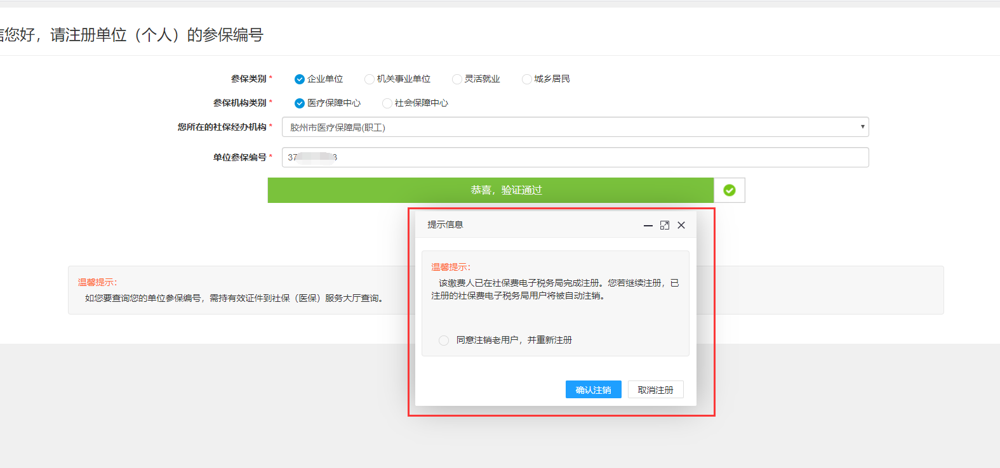 信您好，请注册单位（个人）的参保编号
参保类别 * 企业单位 机关事业单位 灵活就业 城乡居民
参保机构类别 * 医疗保障中心 社会保障中心
您所在的社保经办机构 * 胶州市医疗保障局(职工)
单位参保编号 * 37 3
恭喜，验证通过
提示信息
温馨提示：
该缴费人已在社保费电子税务局完成注册。您若继续注册，已
注册的社保费电子税务局用户将被自动注销。
同意注销老用户，并重新注册
确认注销 取消注册
温馨提示：
如您要查询您的单位参保编号，需持有效证件到社保（医保）服务大厅查询。